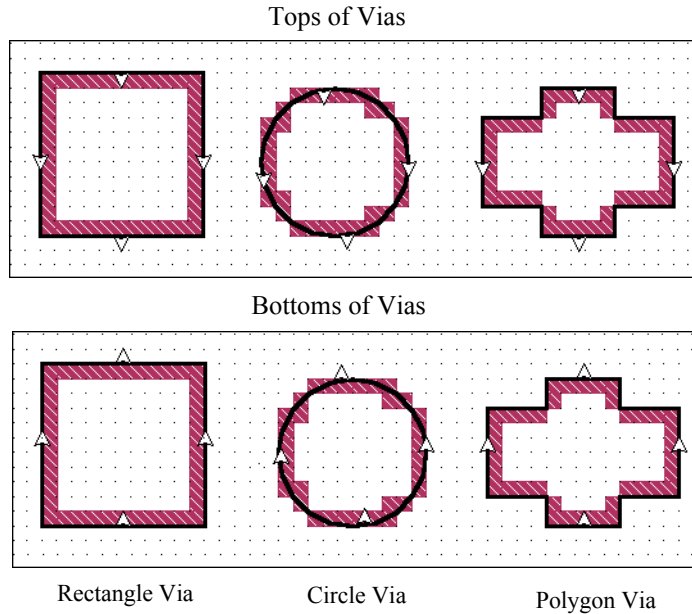 Tops of Vias
Bottoms of Vias
Rectangle Via
Circle Via
Polygon Via